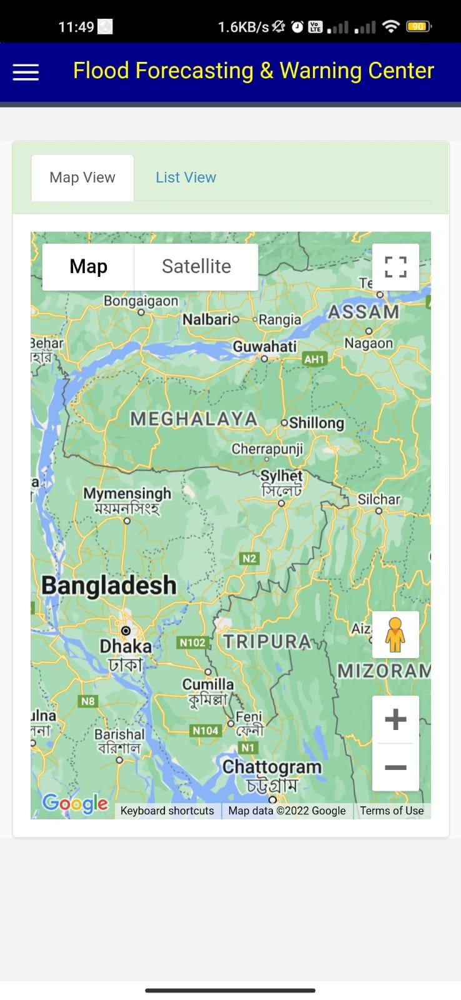 11:49
1.6KB/s
Vo
LTE
90
Flood Forecasting & Warning Center
Map View
List View
Map
Satellite
Te
Bongaigaon
ASSAM
Nalbari
Rangia
Behar
Guwahati
Nagaon
AH1
MEGHALAYA
Shillong
Cherrapunji
Sylhet
সিলেট
Mymensingh
ময়মনসিংহ
Silchar
N2
Bangladesh
Aiz
Dhaka
ঢাকা
N102
TRIPURA
MIZORAM
Cumilla
কুমিল্লা
N8
ulna
Feni
ফেনী
N104
Barishal
বরিশাল
N1
Chattogram
চট্টগ্রাম
Google
Keyboard shortcuts
Map data ©2022 Google
Terms of Use